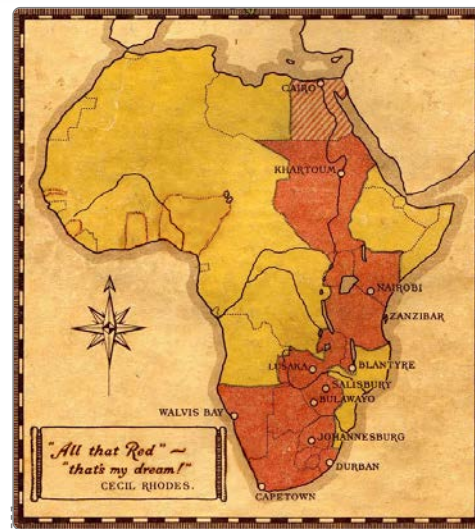 CAIRO
KHARTOUM
NAIROBI
ZANZIBAR
LUSAKA
BLANTYRE
SALISBURY
BULAWAYO
WALVIS BAY
JOHANNESBURG
DURBAN
CAPETOWN
"All that Red" ~
"that's my dream!"
CECIL RHODES.